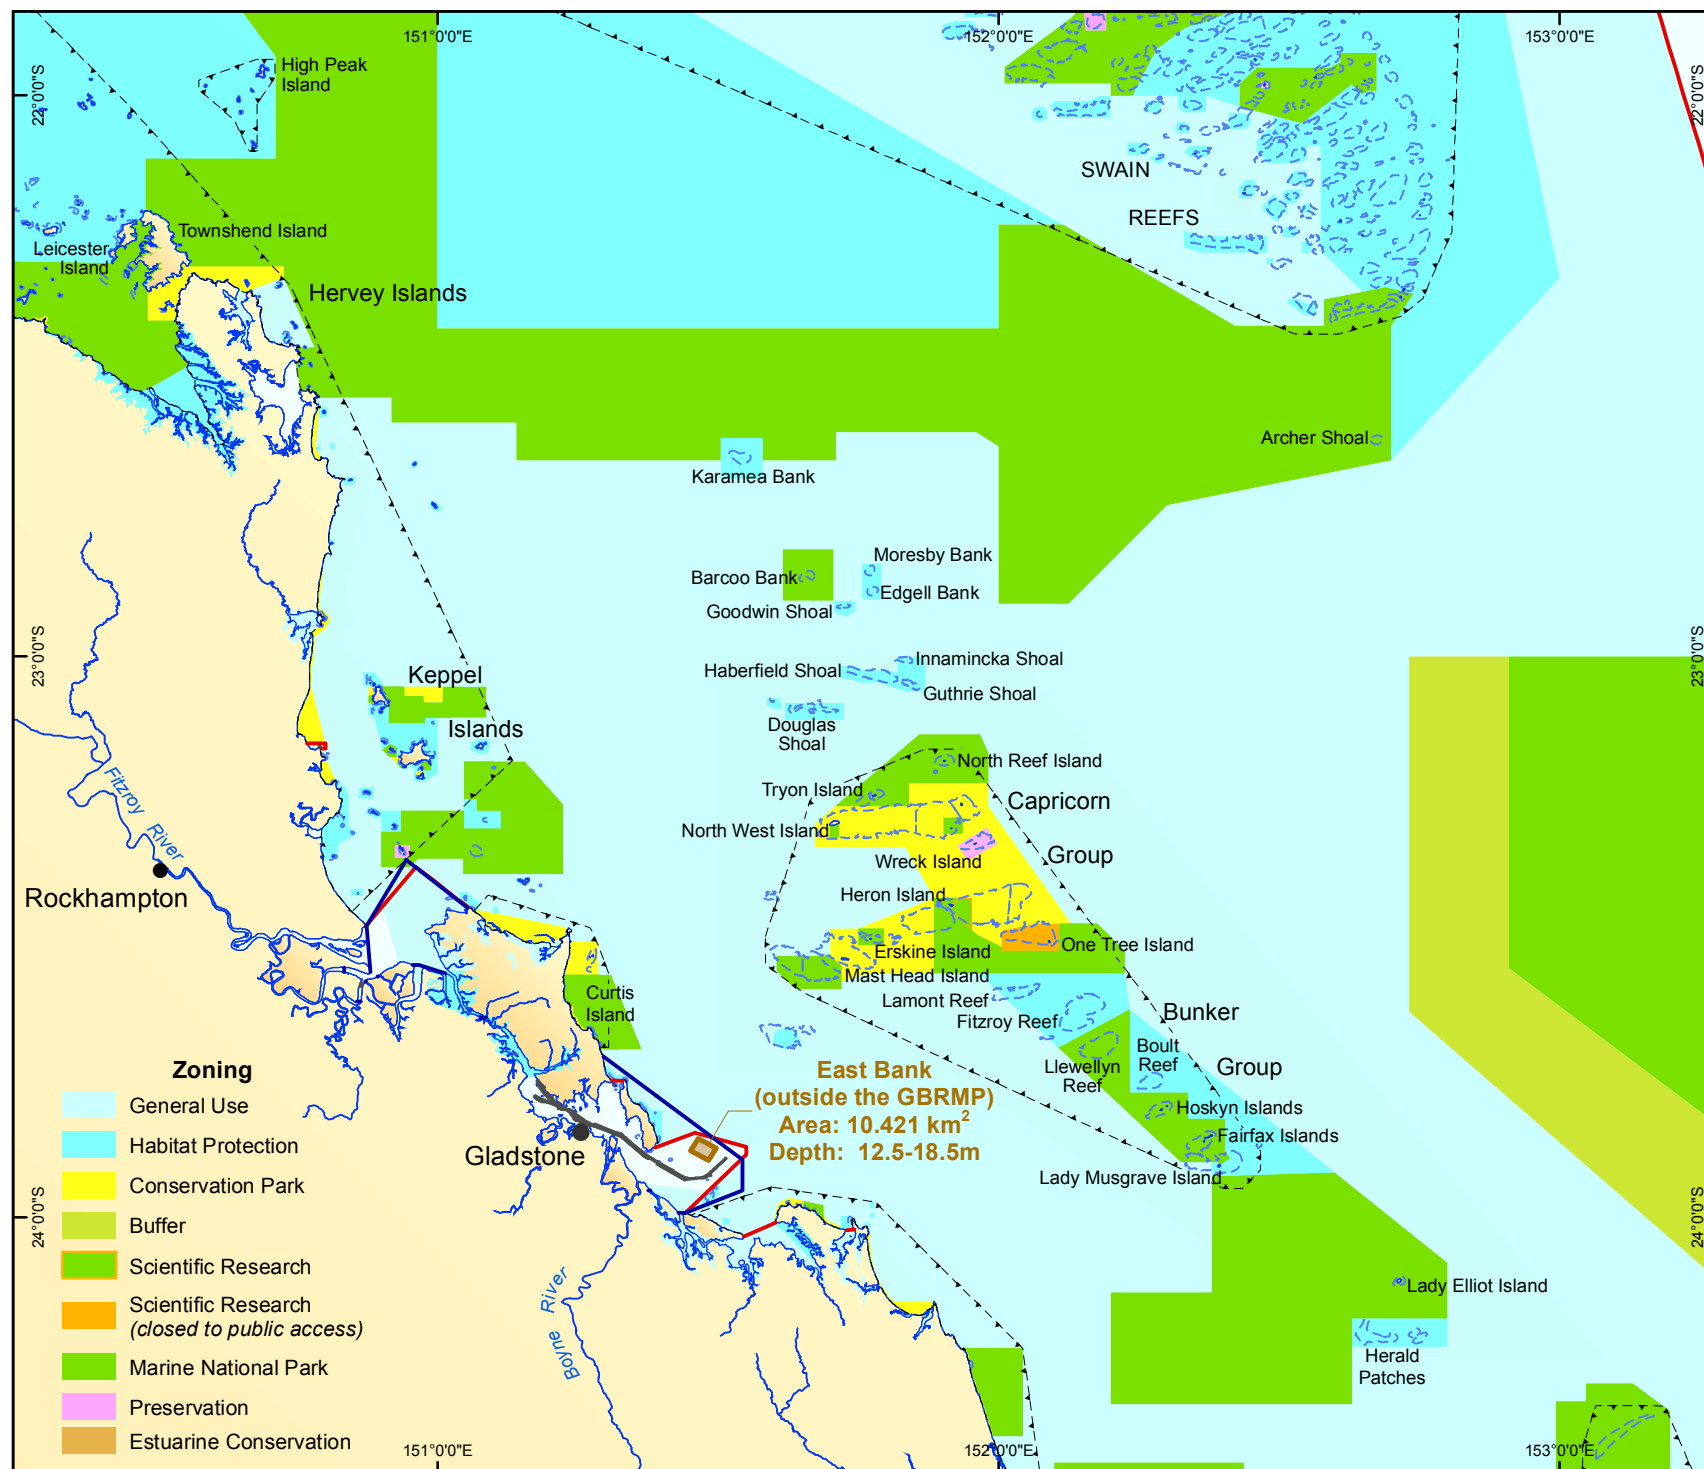 151°0'0"E
152°0'0"E
153°0'0"E
22°0'0"S
22°0'0"S
High Peak
Island
SWAIN
REEFS
Townshend Island
Leicester
Island
Hervey Islands
Archer Shoal
Karamea Bank
Moresby Bank
Barcoo Bank
Edgell Bank
Goodwin Shoal
23°0'0"S
23°0'0"S
Innamincka Shoal
Haberfield Shoal
Keppel
Guthrie Shoal
Islands
Douglas
Shoal
North Reef Island
Tryon Island
Capricorn
Fitzroy River
North West Island
Group
Wreck Island
Rockhampton
Heron Island
One Tree Island
Erskine Island
Mast Head Island
Curtis
Island
Lamont Reef
Bunker
Fitzroy Reef
Boult
Reef
Group
Llewellyn
Reef
East Bank
(outside the GBRMP)
Area: 10.421 km²
Depth: 12.5-18.5m
Hoskyn Islands
Fairfax Islands
Gladstone
Lady Musgrave Island
24°0'0"S
24°0'0"S
Boyne River
Lady Elliot Island
Herald
Patches
Zoning
General Use
Habitat Protection
Conservation Park
Buffer
Scientific Research
Scientific Research
(closed to public access)
Marine National Park
Preservation
Estuarine Conservation
151°0'0"E
152°0'0"E
153°0'0"E